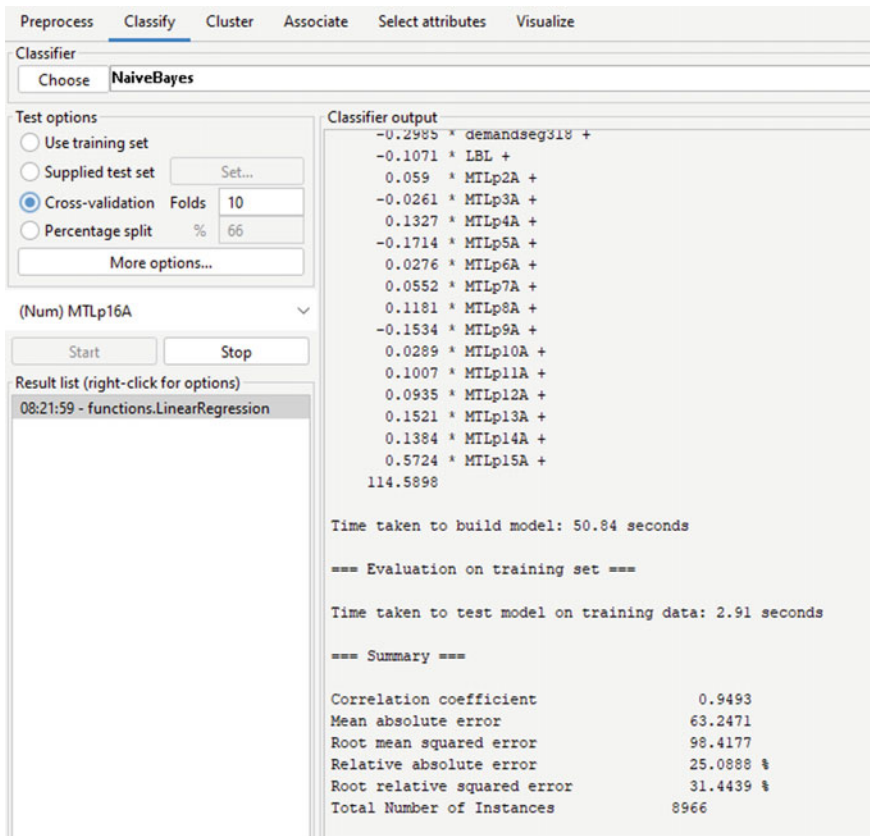 Preprocess Classify Cluster Associate Select attributes Visualize
Classifier
Choose NaiveBayes
Test options
Use training set
Supplied test set Set...
Cross-validation Folds 10
Percentage split % 66
More options...
(Num) MTLp16A
Start Stop
Result list (right-click for options)
08:21:59 - functions.LinearRegression
Classifier output
-0.2985 * demandseg318 +
-0.1071 * LBL +
0.059 * MTLp2A +
-0.0261 * MTLp3A +
0.1327 * MTLp4A +
-0.1714 * MTLp5A +
0.0276 * MTLp6A +
0.0552 * MTLp7A +
0.1181 * MTLp8A +
-0.1534 * MTLp9A +
0.0289 * MTLp10A +
0.1007 * MTLp11A +
0.0935 * MTLp12A +
0.1521 * MTLp13A +
0.1384 * MTLp14A +
0.5724 * MTLp15A +
114.5898
Time taken to build model: 50.84 seconds
=== Evaluation on training set ===
Time taken to test model on training data: 2.91 seconds
=== Summary ===
Correlation coefficient 0.9493
Mean absolute error 63.2471
Root mean squared error 98.4177
Relative absolute error 25.0888 %
Root relative squared error 31.4439 %
Total Number of Instances 8966